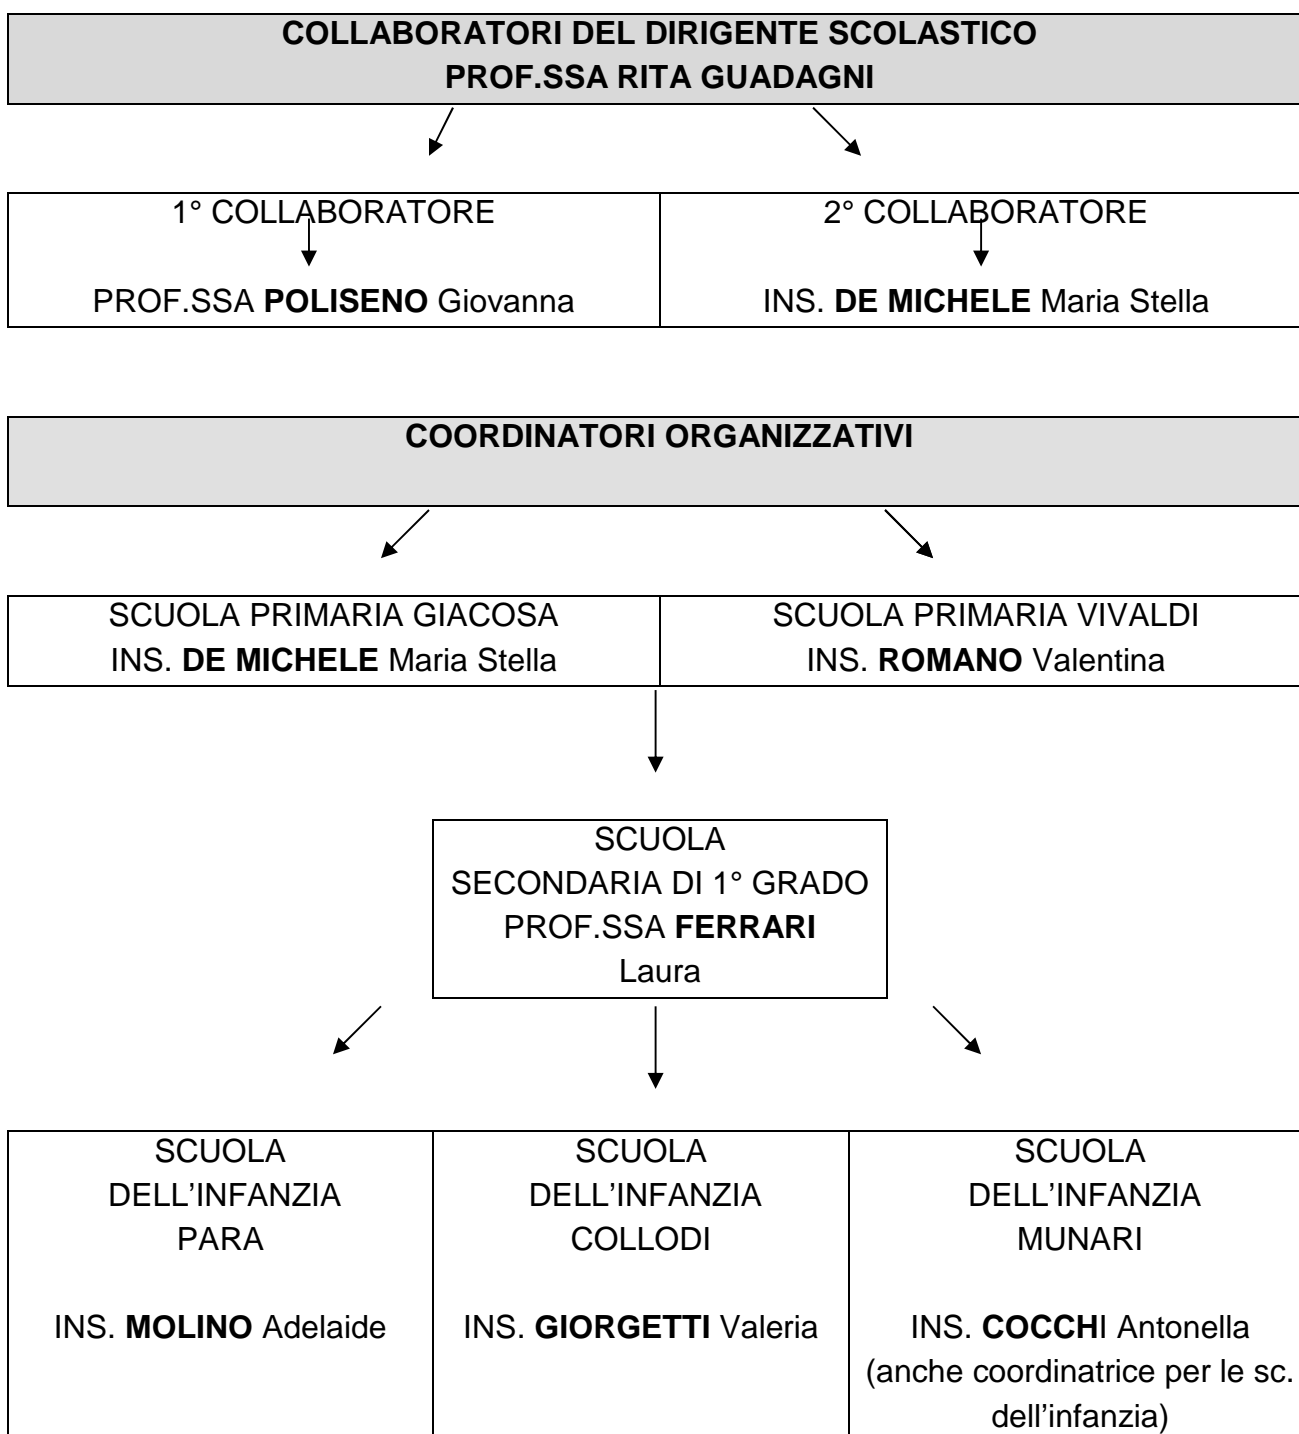 COLLABORATORI DEL DIRIGENTE SCOLASTICO
PROF.SSA RITA GUADAGNI
1° COLLABORATORE
PROF.SSA POLISENO Giovanna
2° COLLABORATORE
INS. DE MICHELE Maria Stella
COORDINATORI ORGANIZZATIVI
SCUOLA PRIMARIA GIACOSA
INS. DE MICHELE Maria Stella
SCUOLA PRIMARIA VIVALDI
INS. ROMANO Valentina
SCUOLA
SECONDARIA DI 1° GRADO
PROF.SSA FERRARI
Laura
SCUOLA
DELL'INFANZIA
PARA
INS. MOLINO Adelaide
SCUOLA
DELL'INFANZIA
COLLODI
INS. GIORGETTI Valeria
SCUOLA
DELL'INFANZIA
MUNARI
INS. COCCHI Antonella
(anche coordinatrice per le sc.
dell'infanzia)